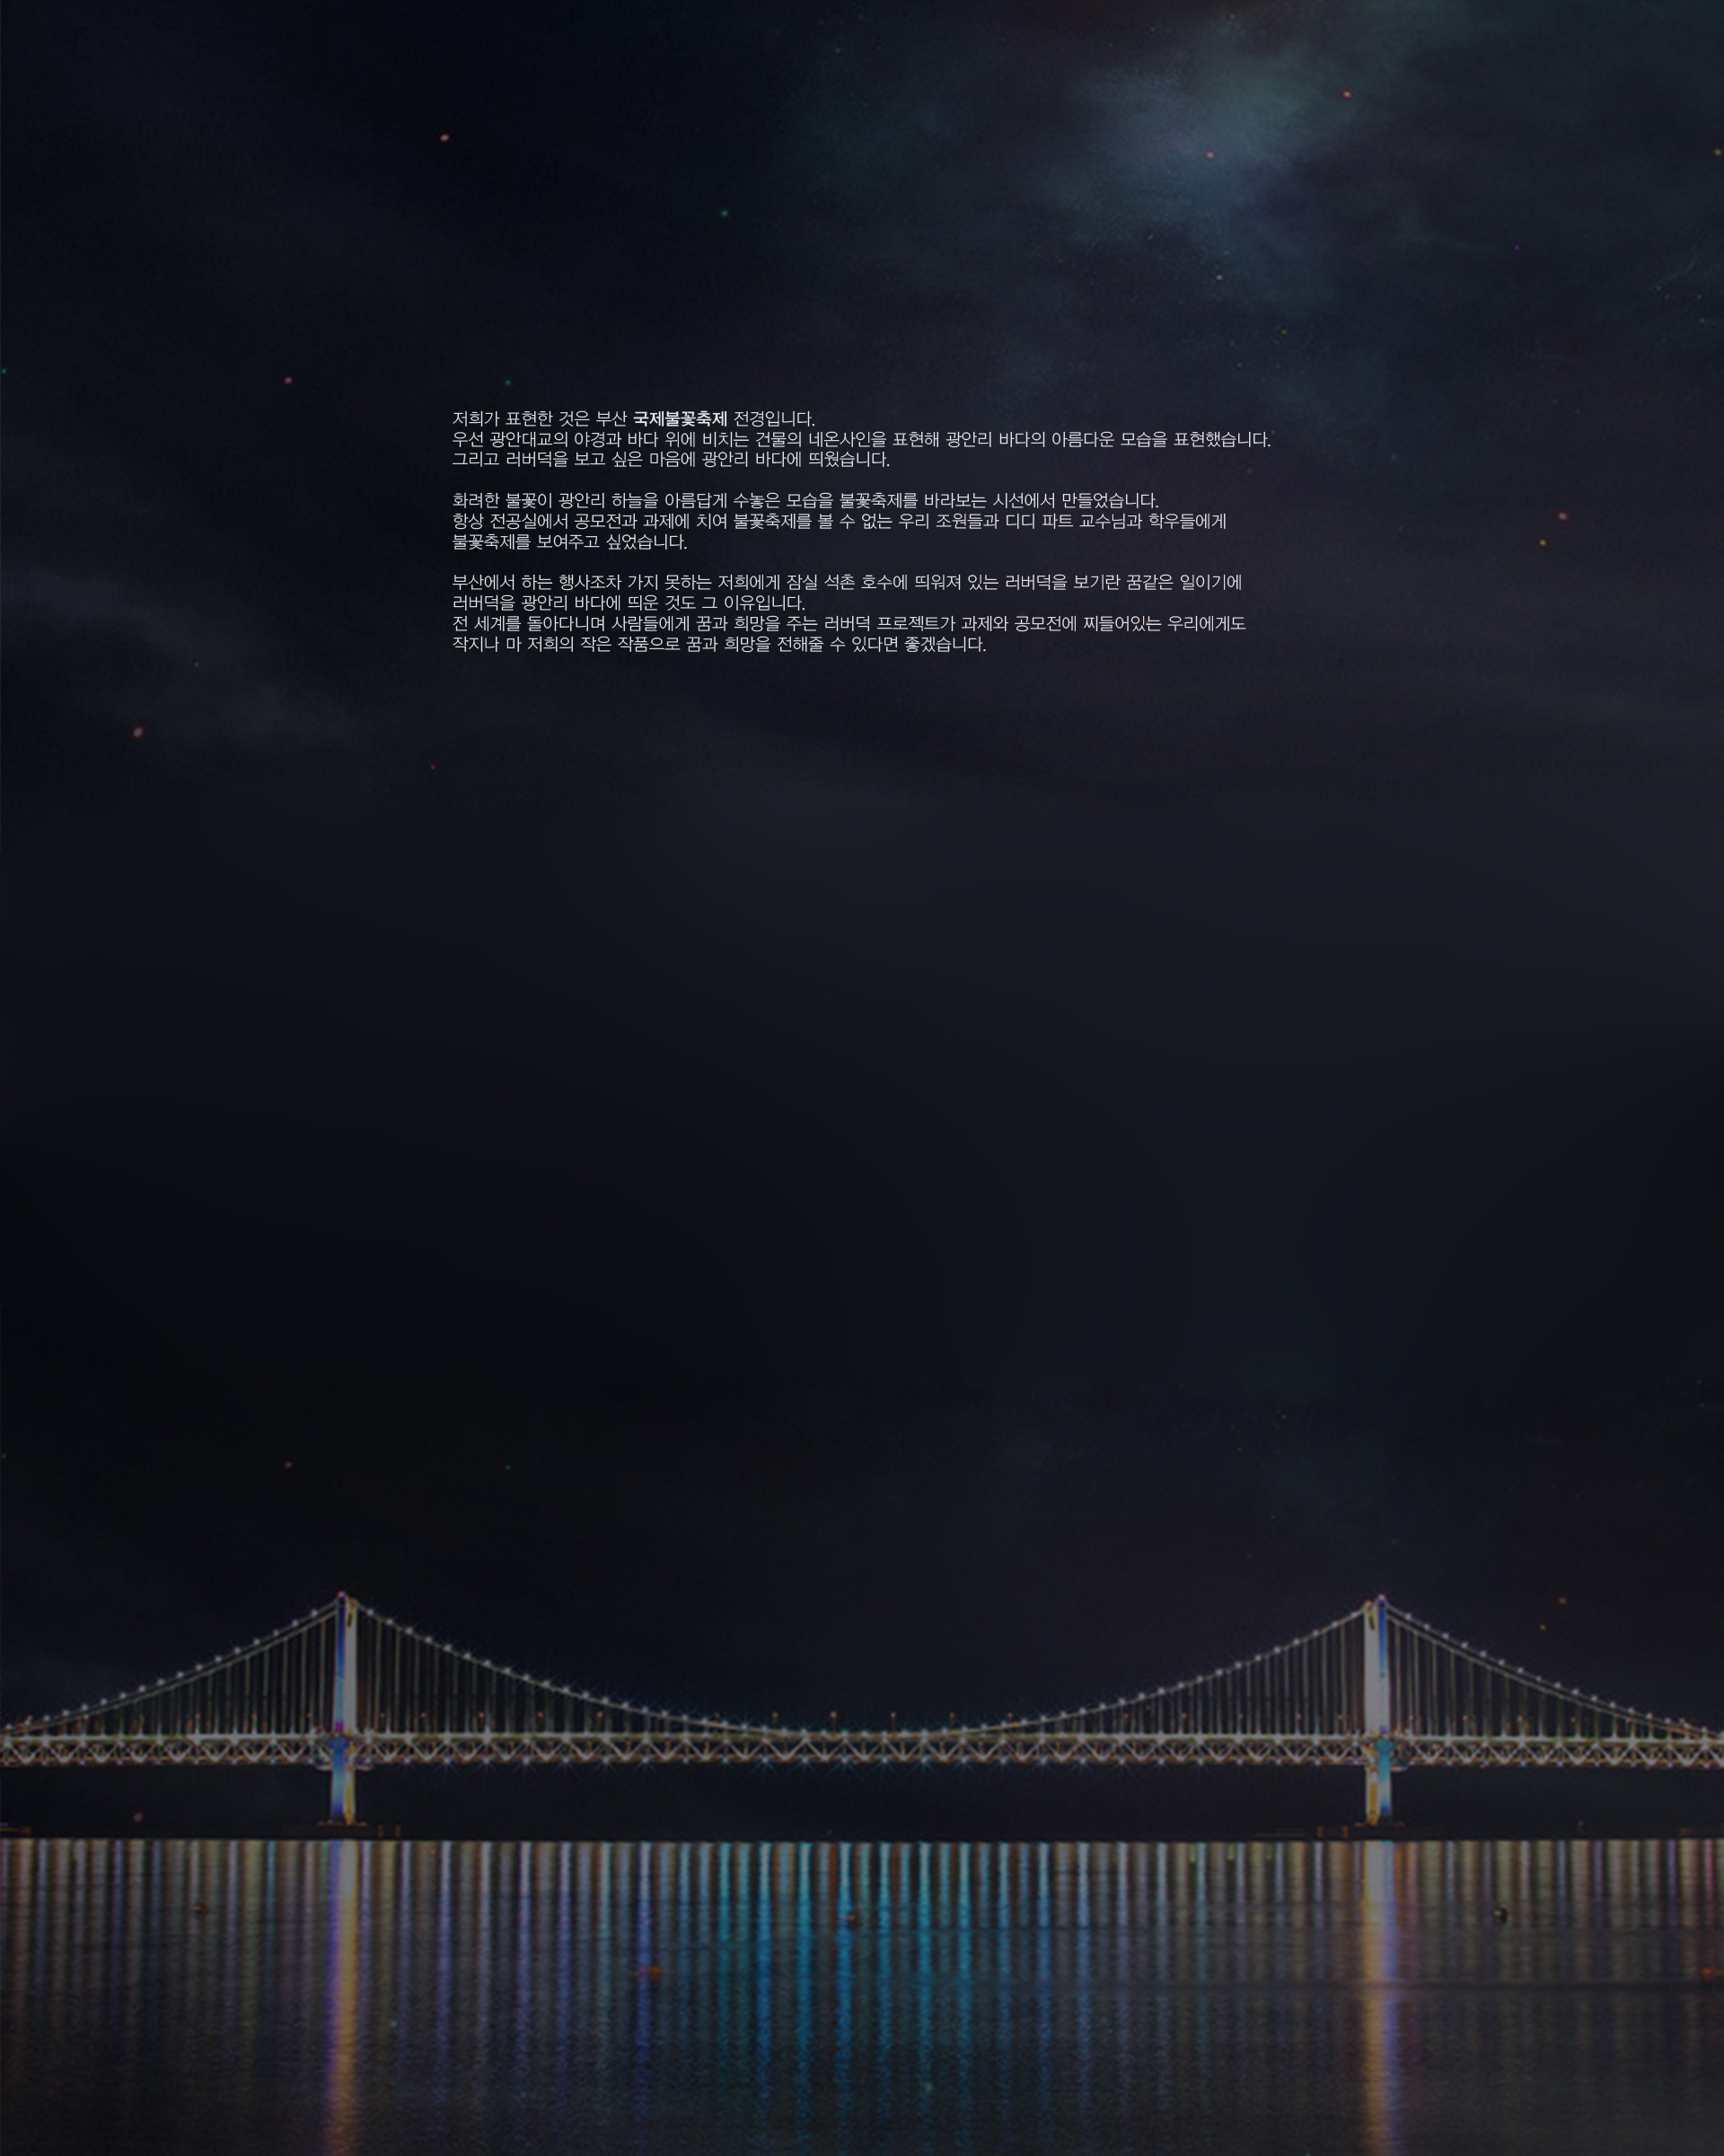 저희가 표현한 것은 부산 국제불꽃축제 전경입니다.
우선 광안대교의 야경과 바다 위에 비치는 건물의 네온사인을 표현해 광안리 바다의 아름다운 모습을 표현했습니다.
그리고 러버덕을 보고 싶은 마음에 광안리 바다에 띄웠습니다.
화려한 불꽃이 광안리 하늘을 아름답게 수놓은 모습을 불꽃축제를 바라보는 시선에서 만들었습니다.
항상 전공실에서 공모전과 과제에 치여 불꽃축제를 볼 수 없는 우리 조원들과 디디 파트 교수님과 학우들에게
불꽃축제를 보여주고 싶었습니다.
부산에서 하는 행사조차 가지 못하는 저희에게 잠실 석촌 호수에 띄워져 있는 러버덕을 보기란 꿈같은 일이기에
러버덕을 광안리 바다에 띄운 것도 그 이유입니다.
전 세계를 돌아다니며 사람들에게 꿈과 희망을 주는 러버덕 프로젝트가 과제와 공모전에 찌들어있는 우리에게도
작지나 마 저희의 작은 작품으로 꿈과 희망을 전해줄 수 있다면 좋겠습니다.